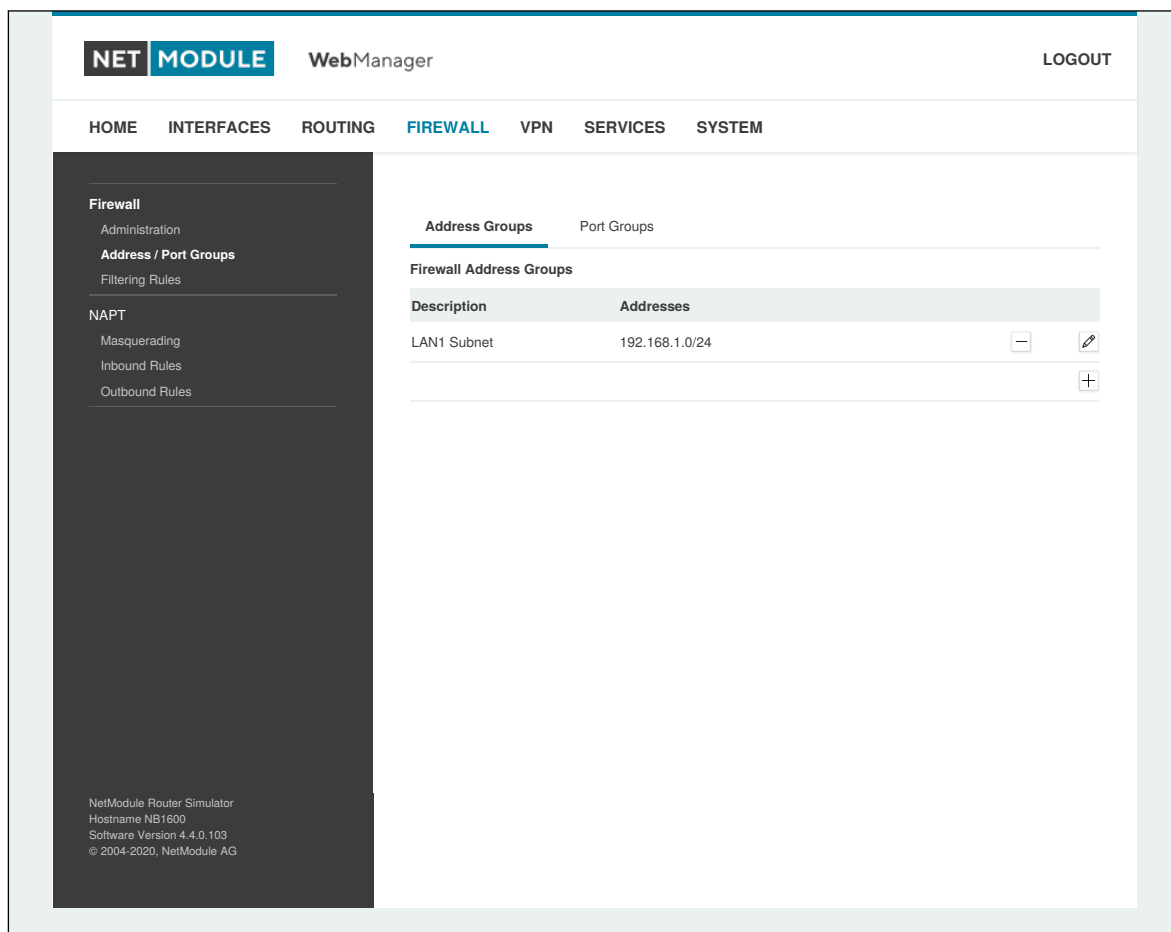 NET MODULE WebManager LOGOUT
HOME INTERFACES ROUTING FIREWALL VPN SERVICES SYSTEM
Firewall
Administration
Address / Port Groups
Filtering Rules
NAPT
Masquerading
Inbound Rules
Outbound Rules
Address Groups Port Groups
Firewall Address Groups
Description Addresses
LAN1 Subnet 192.168.1.0/24
NetModule Router Simulator
Hostname NB1600
Software Version 4.4.0.103
© 2004-2020, NetModule AG